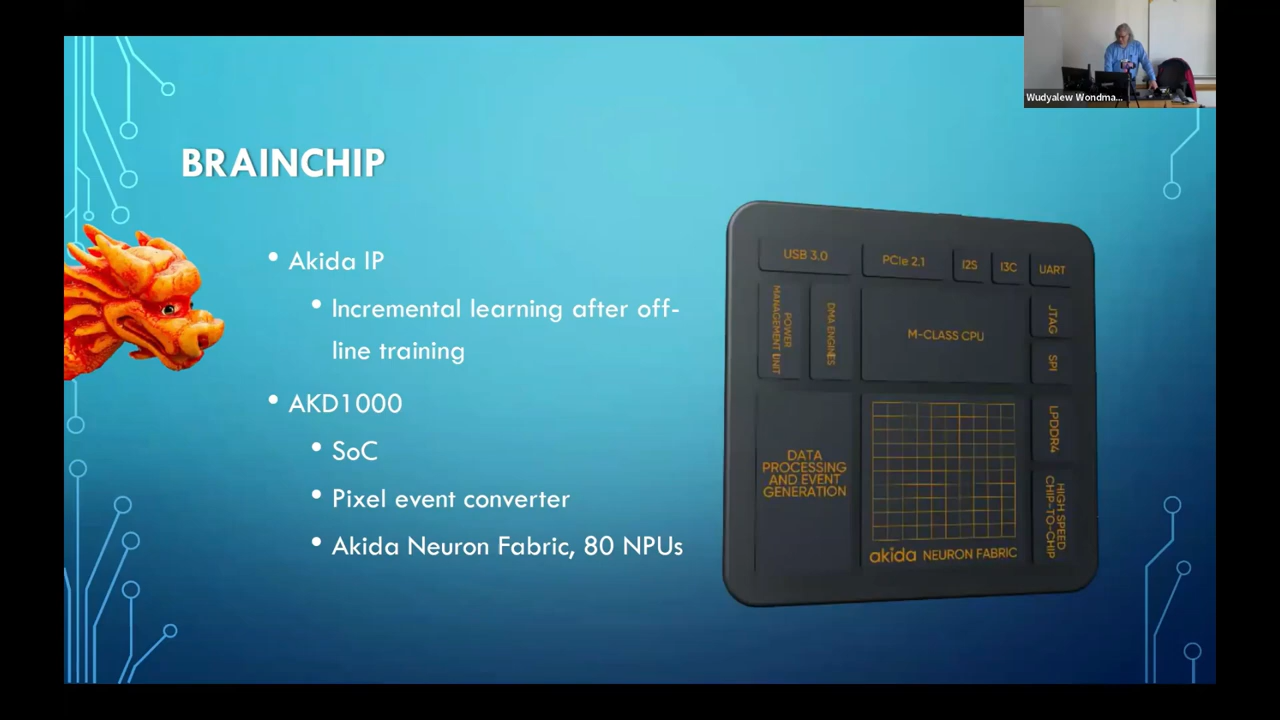 Wudyalew Wondma...
BRAINCHIP
• Akida IP
• Incremental learning after off-
line training
• AKD1000
• SoC
• Pixel event converter
• Akida Neuron Fabric, 80 NPUs
USB 3.0
PCIe 2.1
I2S
I3C
UART
POWER
MANAGEMENT UNIT
DMA ENGINES
M-CLASS CPU
JTAG
SPI
LPDDR4
DATA
PROCESSING
AND EVENT
GENERATION
HIGH SPEED
CHIP-TO-CHIP
akida NEURON FABRIC